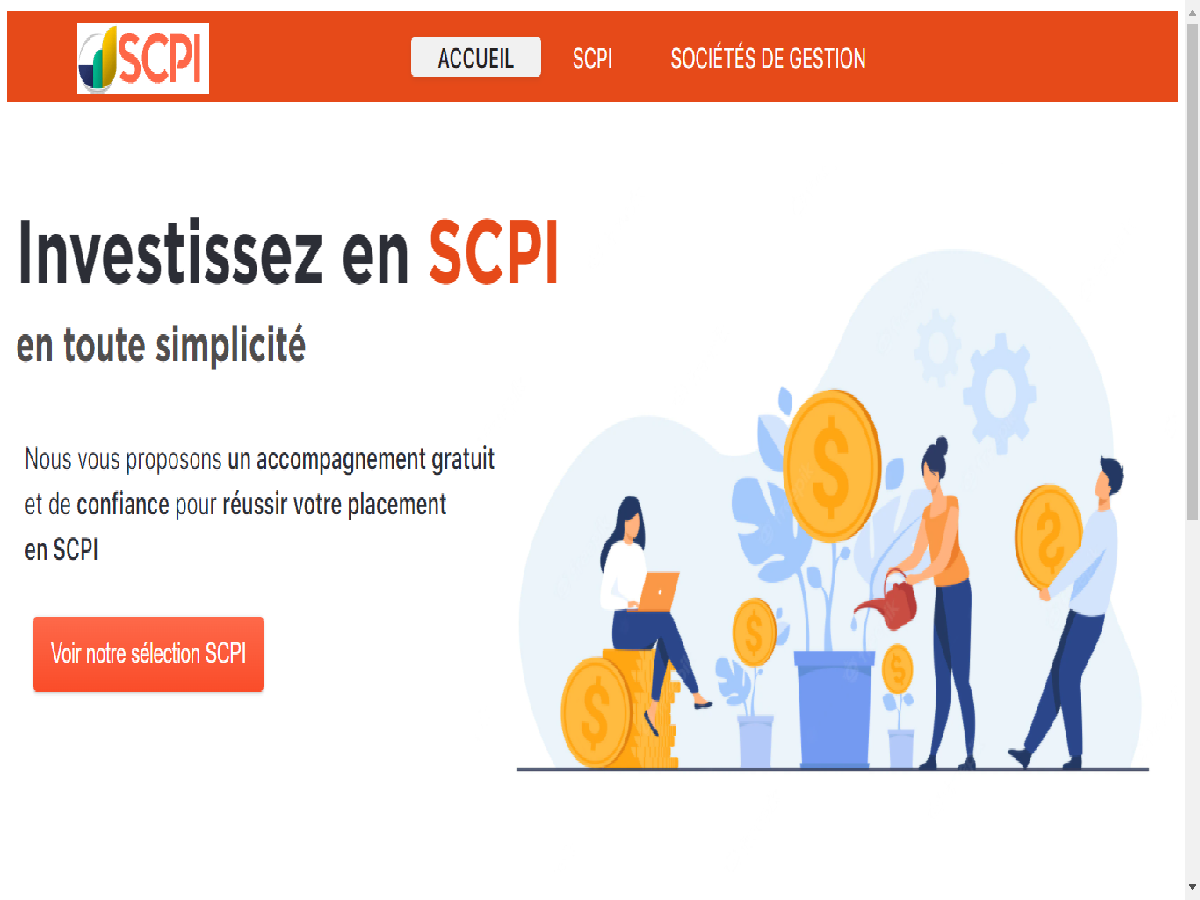 SCPI
ACCUEIL
SCPI
SOCIÉTÉS DE GESTION
Investissez en SCPI
en toute simplicité
Nous vous proposons un accompagnement gratuit
et de confiance pour réussir votre placement
en SCPI
Voir notre sélection SCPI
$
$
$
$